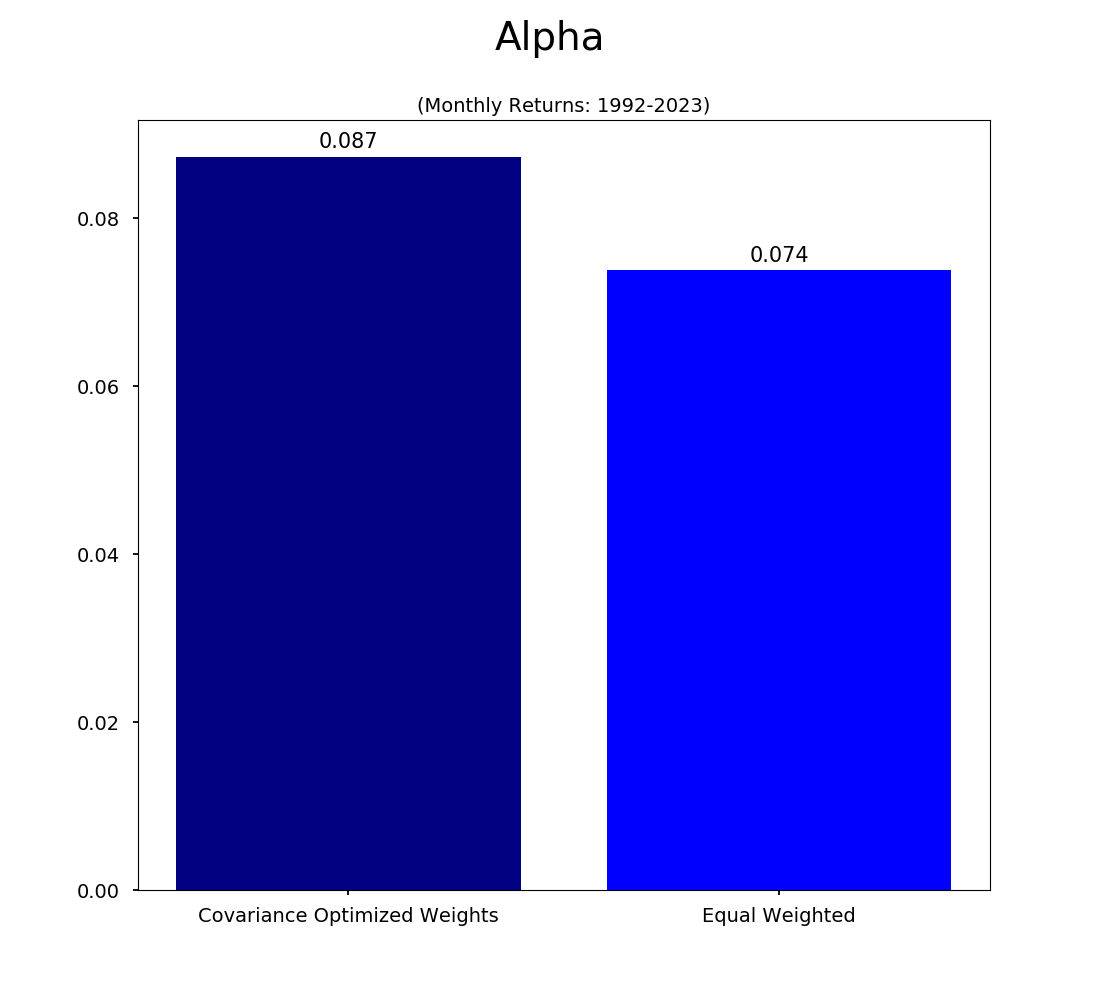 Alpha
(Monthly Returns: 1992-2023)
0.087
0.074
0.08
0.06
0.04
0.02
0.00
Covariance Optimized Weights
Equal Weighted